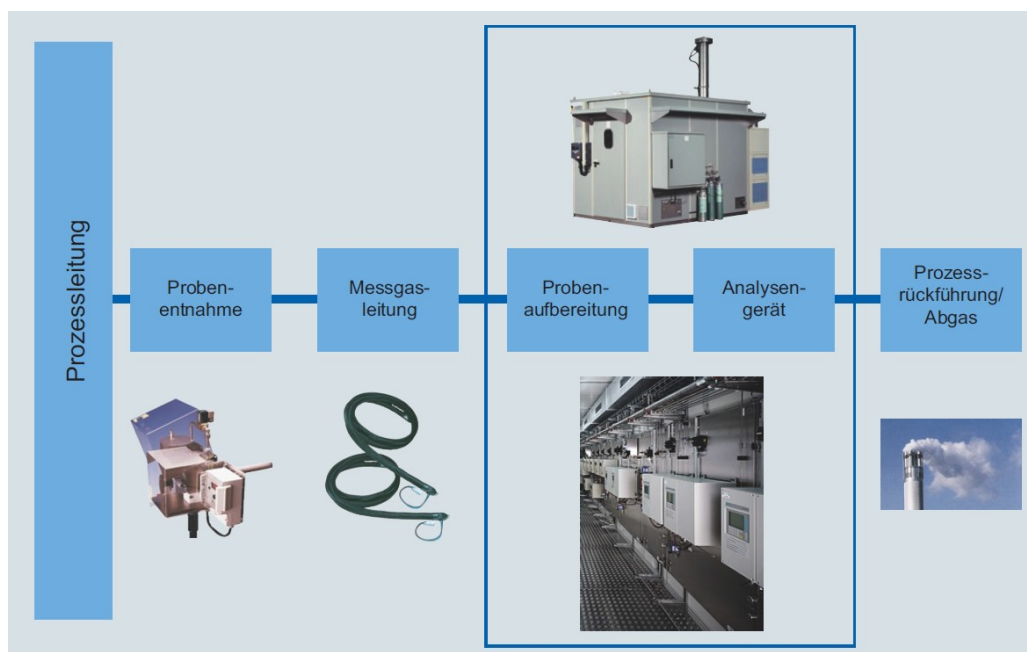 Prozessleitung
Proben-
entnahme
Messgas-
leitung
Proben-
aufbereitung
Analysen-
gerät
Prozess-
rückführung/
Abgas